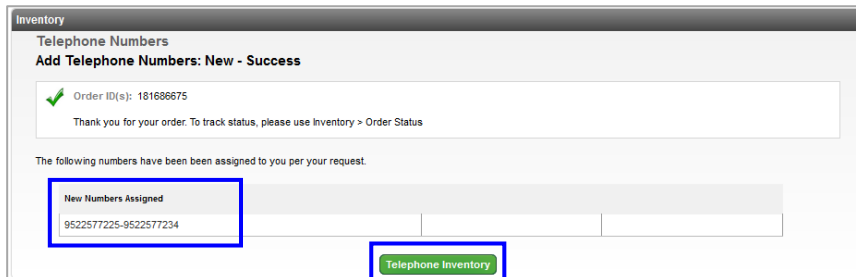 Inventory
Telephone Numbers
Add Telephone Numbers: New - Success
Order ID(s): 181686675
Thank you for your order. To track status, please use Inventory > Order Status
The following numbers have been been assigned to you per your request.
New Numbers Assigned
9522577225-9522577234
Telephone Inventory